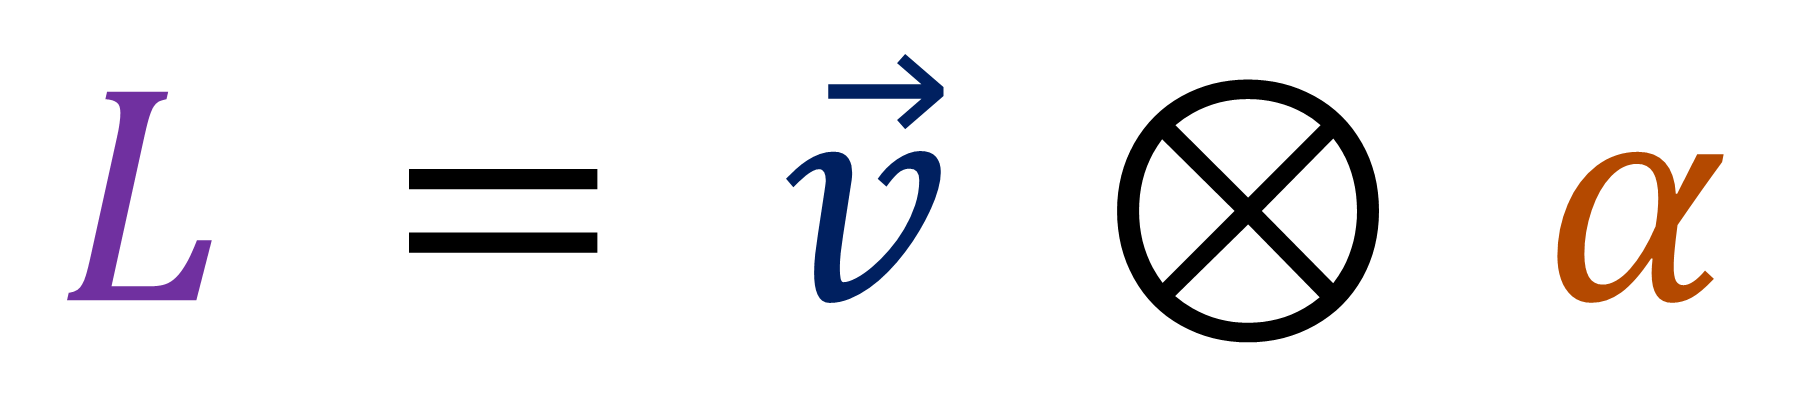 L = v⃗ ⊗ α